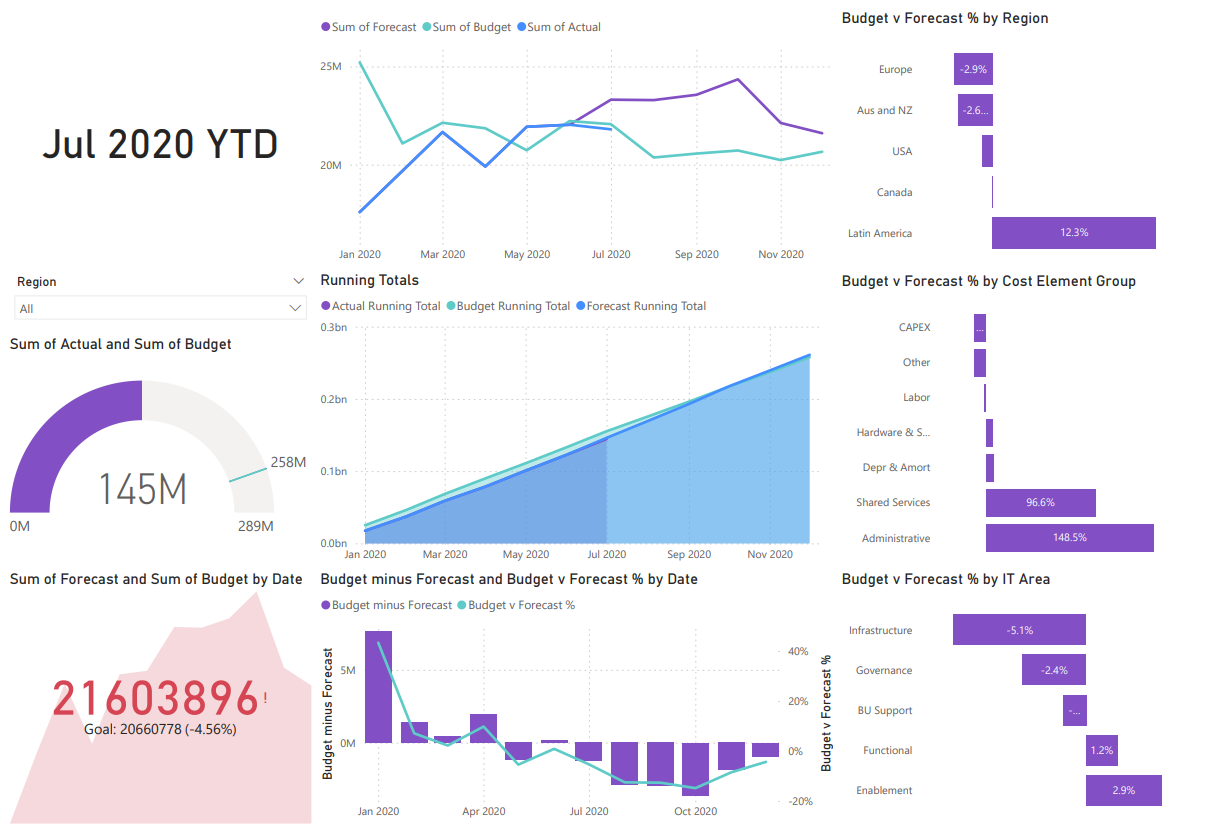 Jul 2020 YTD
Region
All
Sum of Actual and Sum of Budget
258M
145M
0M
289M
Sum of Forecast and Sum of Budget by Date
21603896!
Goal: 20660778 (-4.56%)
Sum of Forecast Sum of Budget Sum of Actual
25M
20M
Jan 2020 Mar 2020 May 2020 Jul 2020 Sep 2020 Nov 2020
Running Totals
Actual Running Total Budget Running Total Forecast Running Total
0.3bn
0.2bn
0.1bn
0.0bn
Jan 2020 Mar 2020 May 2020 Jul 2020 Sep 2020 Nov 2020
Budget minus Forecast and Budget v Forecast % by Date
Budget minus Forecast Budget v Forecast %
Budget minus Forecast
5M
0M
40%
20%
0%
-20%
Budget v Forecast %
Jan 2020 Apr 2020 Jul 2020 Oct 2020
Budget v Forecast % by Region
Europe -2.9%
Aus and NZ -2.6...
USA
Canada
Latin America 12.3%
Budget v Forecast % by Cost Element Group
CAPEX ...
Other
Labor
Hardware & S...
Depr & Amort
Shared Services 96.6%
Administrative 148.5%
Budget v Forecast % by IT Area
Infrastructure -5.1%
Governance -2.4%
BU Support -...
Functional 1.2%
Enablement 2.9%